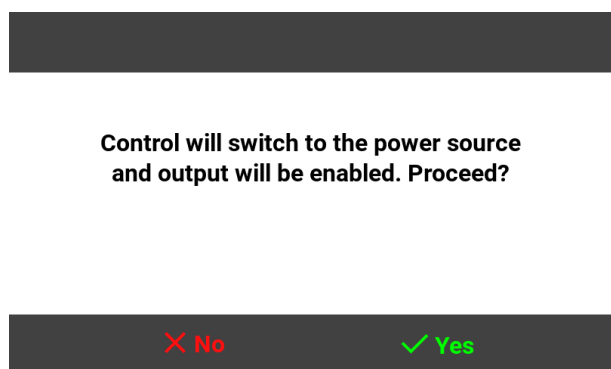 Control will switch to the power source
and output will be enabled. Proceed?
No
Yes